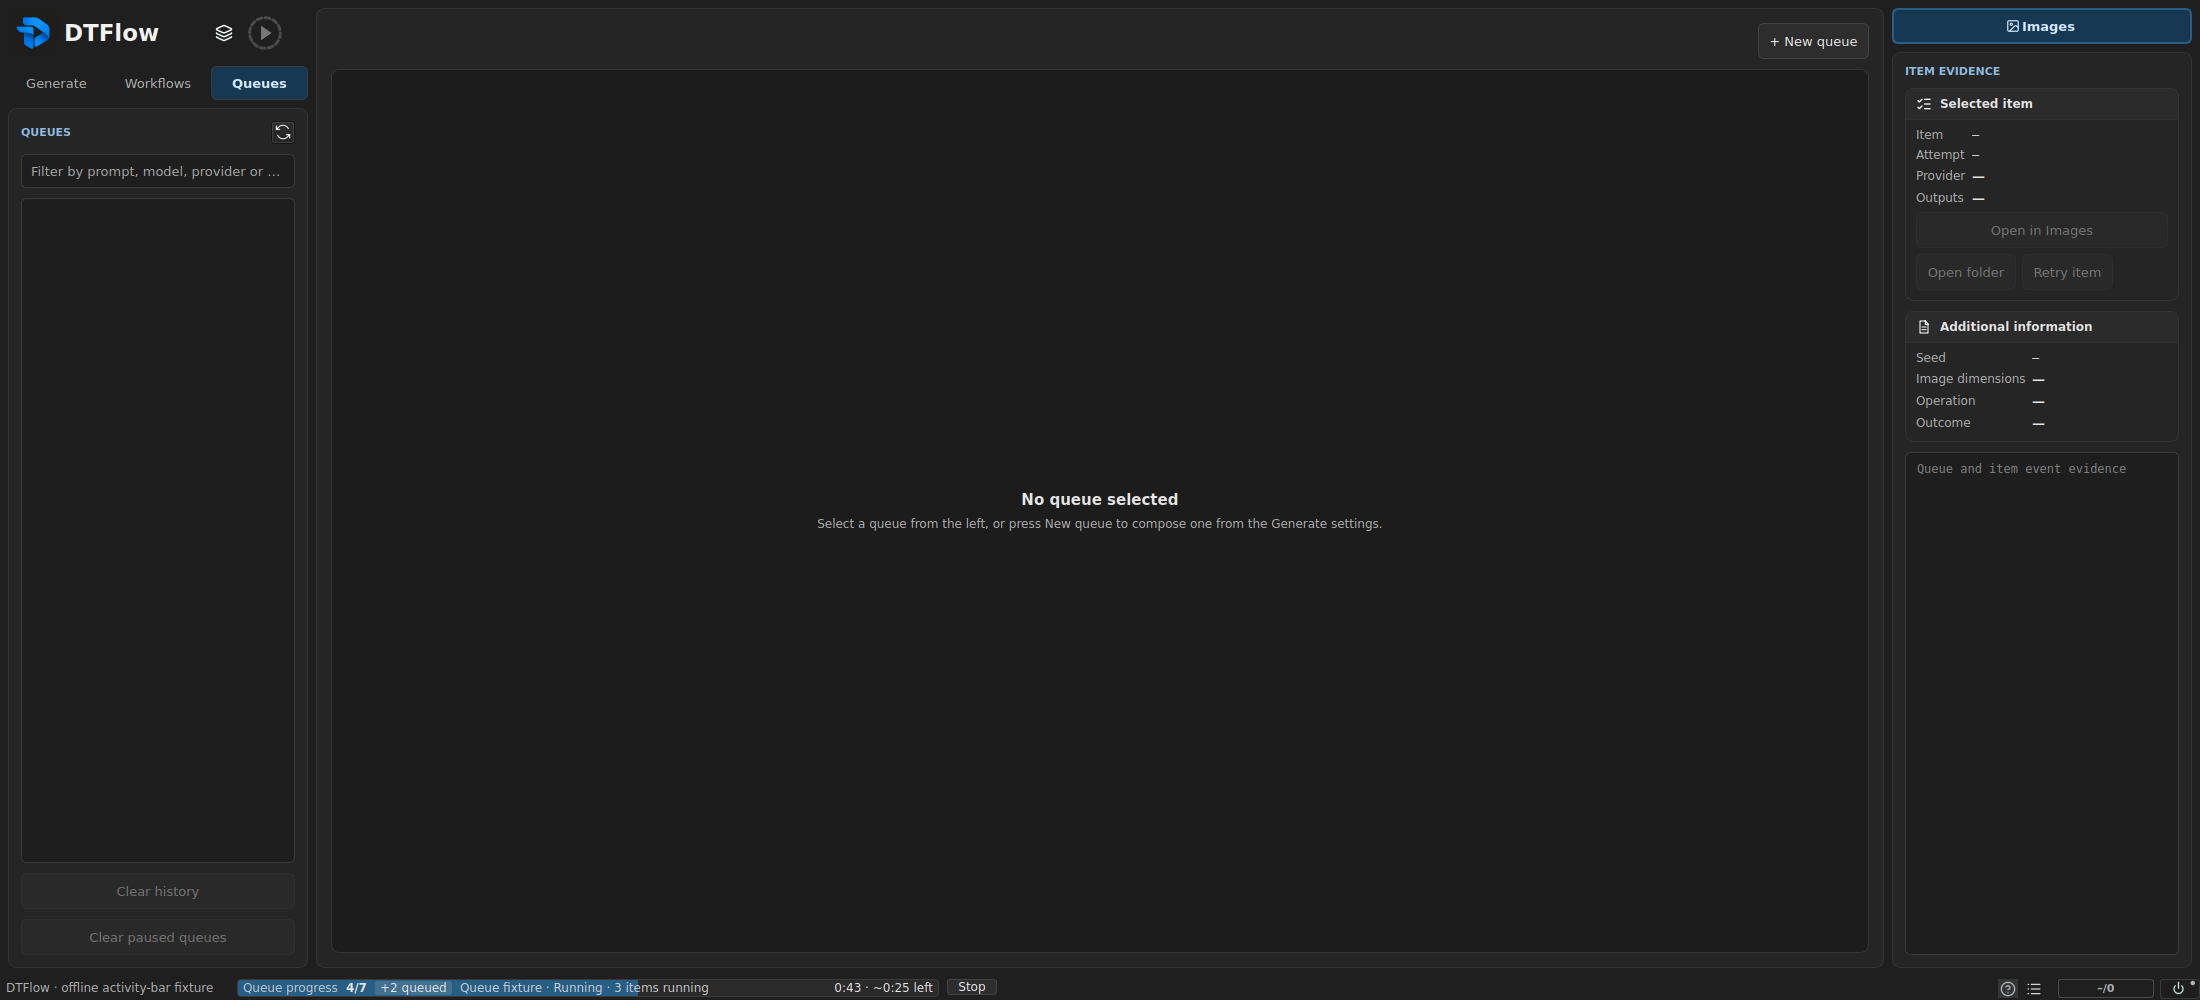 DTFlow
Generate Workflows Queues
QUEUES
Filter by prompt, model, provider or ...
Clear history
Clear paused queues
+ New queue
No queue selected
Select a queue from the left, or press New queue to compose one from the Generate settings.
Images
ITEM EVIDENCE
Selected item
Item –
Attempt –
Provider —
Outputs —
Open in Images
Open folder Retry item
Additional information
Seed –
Image dimensions —
Operation —
Outcome —
Queue and item event evidence
DTFlow · offline activity-bar fixture Queue progress 4/7 +2 queued Queue fixture · Running · 3 items running 0:43 · ~0:25 left Stop –/0